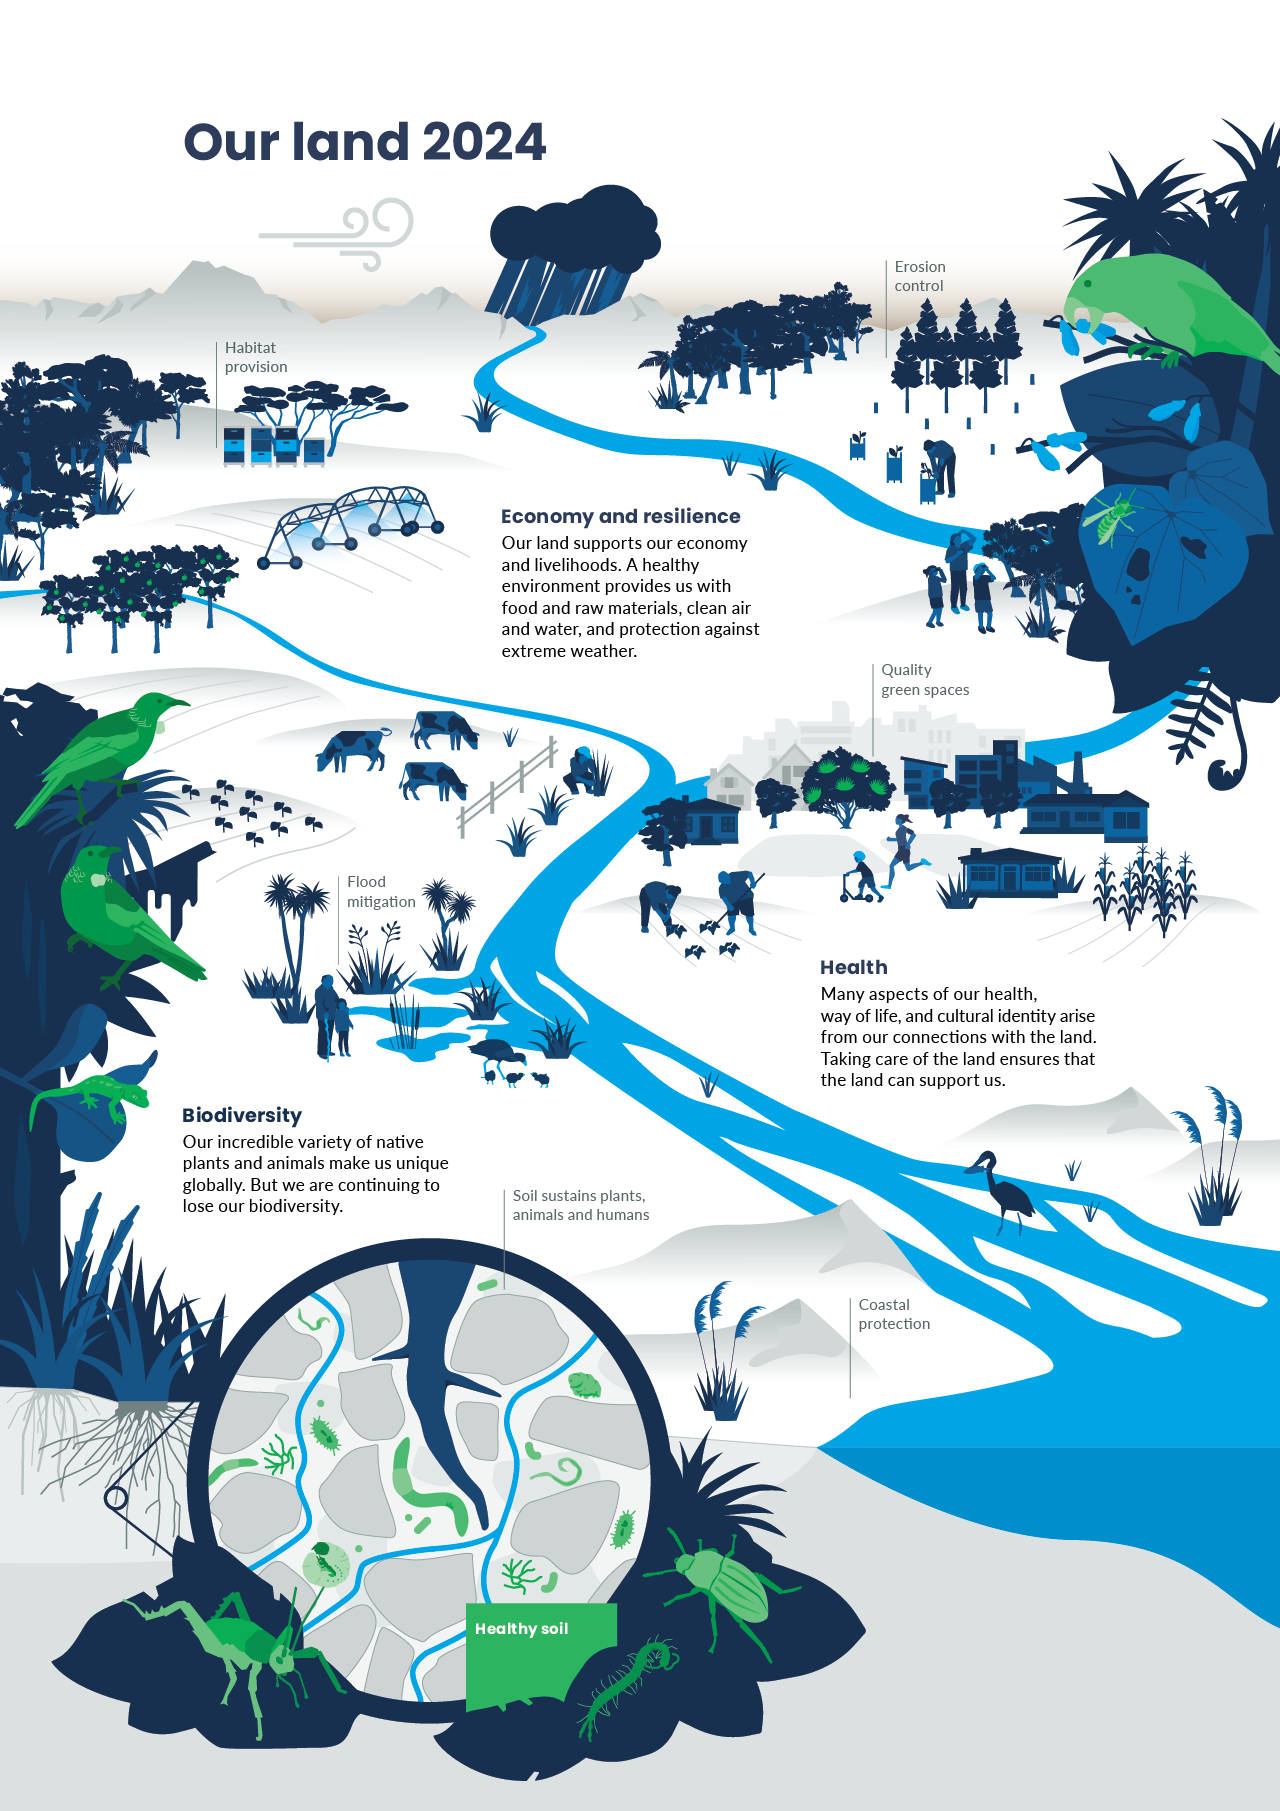 Our land 2024
Erosion
control
Habitat
provision
Economy and resilience
Our land supports our economy
and livelihoods. A healthy
environment provides us with
food and raw materials, clean air
and water, and protection against
extreme weather.
Quality
green spaces
Flood
mitigation
Health
Many aspects of our health,
way of life, and cultural identity arise
from our connections with the land.
Taking care of the land ensures that
the land can support us.
Biodiversity
Our incredible variety of native
plants and animals make us unique
globally. But we are continuing to
lose our biodiversity.
Soil sustains plants,
animals and humans
Coastal
protection
Healthy soil